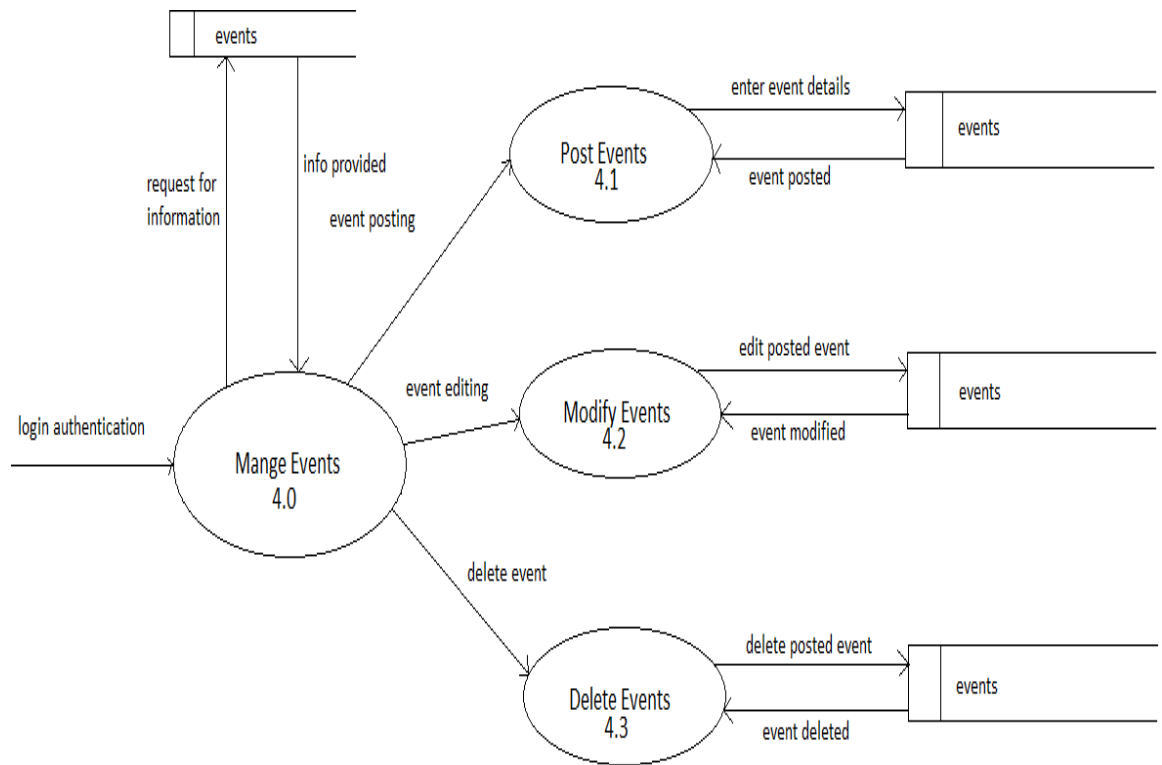 events
request for
information
info provided
event posting
Post Events
4.1
enter event details
event posted
events
login authentication
Mange Events
4.0
event editing
Modify Events
4.2
edit posted event
event modified
events
delete event
Delete Events
4.3
delete posted event
event deleted
events